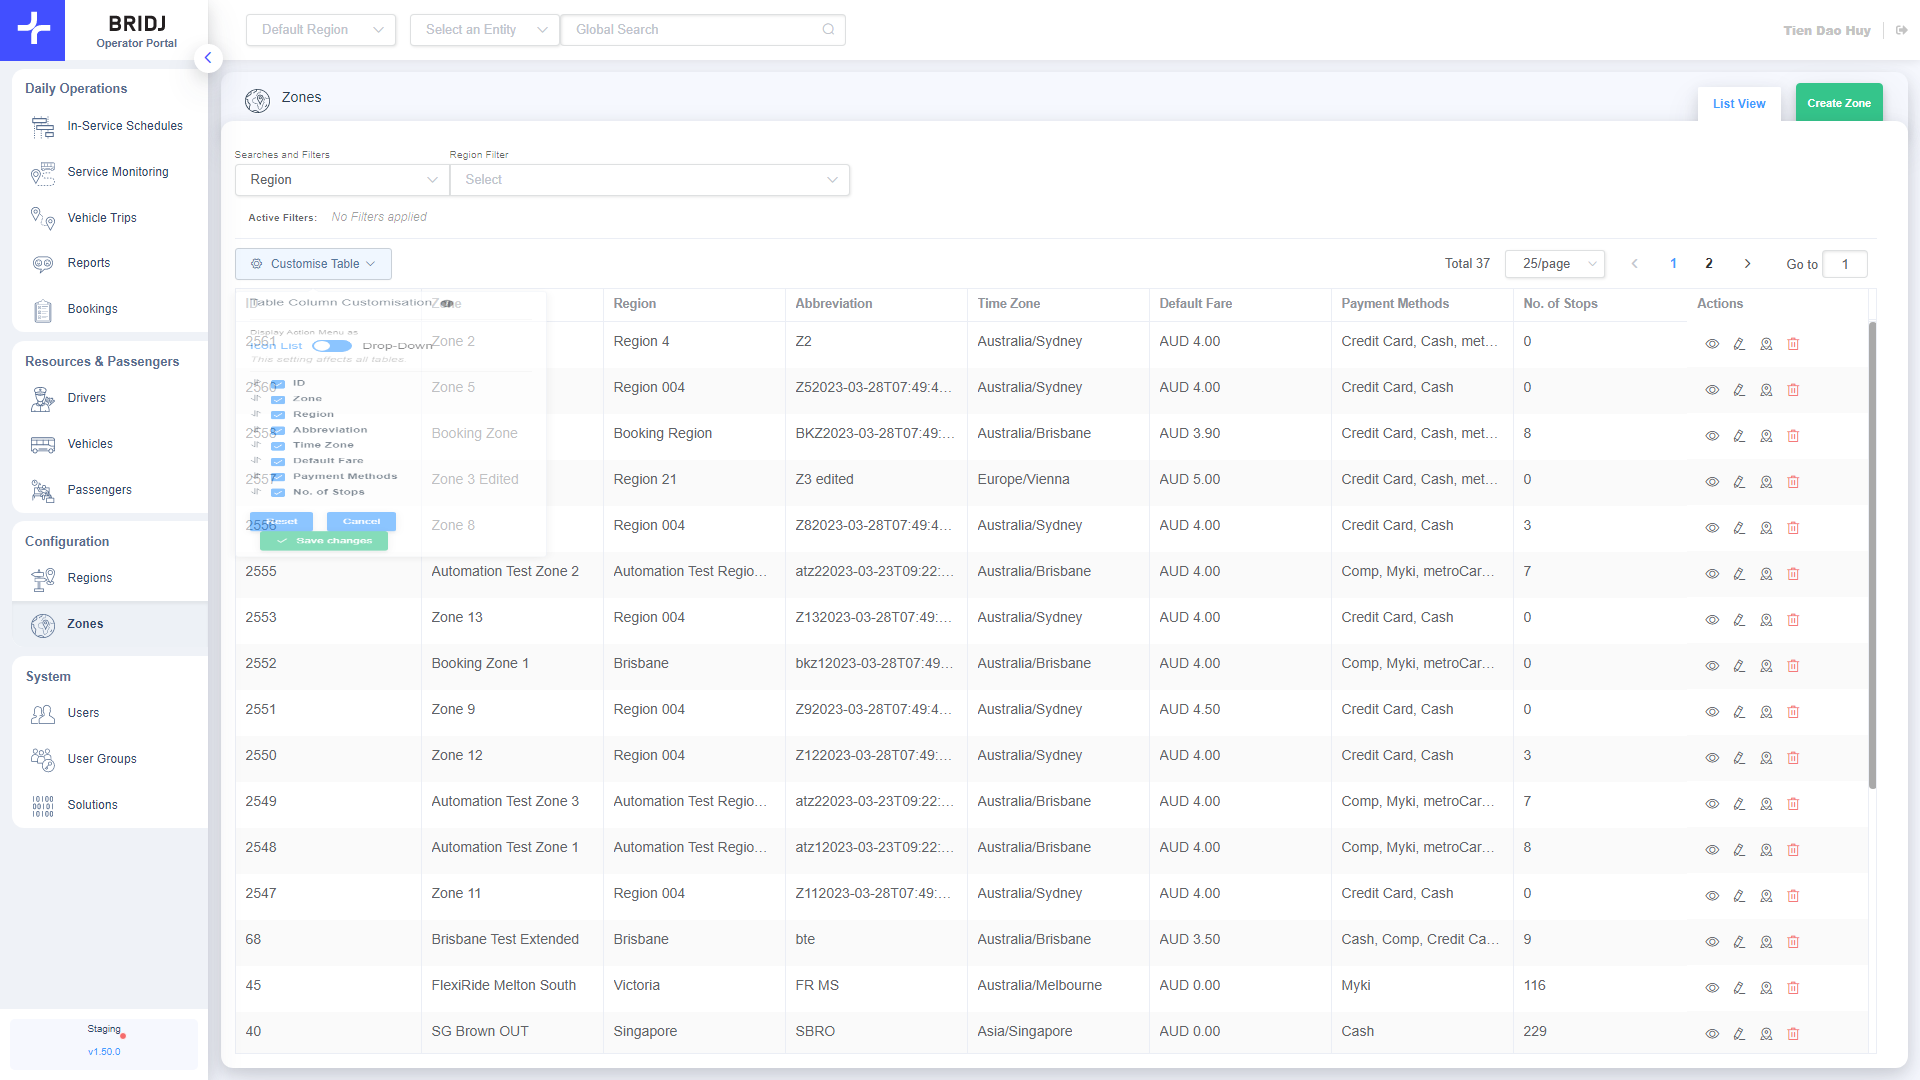 BRIDJ
Operator Portal
Default Region
Select an Entity
Global Search
Tien Dao Huy
Daily Operations
In-Service Schedules
Service Monitoring
Vehicle Trips
Reports
Bookings
Resources & Passengers
Drivers
Vehicles
Passengers
Configuration
Regions
Zones
System
Users
User Groups
Solutions
Staging
v1.50.0
Zones
List View
Create Zone
Searches and Filters
Region Filter
Region
Select
Active Filters: No Filters applied
Customise Table
Total 37
25/page
1
2
Go to
1
Table Column Customisation
Display Action Menu as
Icon List
Drop-Down
This setting affects all tables.
ID
Zone
Region
Abbreviation
Time Zone
Default Fare
Payment Methods
No. of Stops
Reset
Cancel
Save changes
ID Zone Region Abbreviation Time Zone Default Fare Payment Methods No. of Stops Actions
2561 Zone 2 Region 4 Z2 Australia/Sydney AUD 4.00 Credit Card, Cash, met... 0
2560 Zone 5 Region 004 Z52023-03-28T07:49:4... Australia/Sydney AUD 4.00 Credit Card, Cash 0
2558 Booking Zone Booking Region BKZ2023-03-28T07:49:... Australia/Brisbane AUD 3.90 Credit Card, Cash, met... 8
2557 Zone 3 Edited Region 21 Z3 edited Europe/Vienna AUD 5.00 Credit Card, Cash, met... 0
2556 Zone 8 Region 004 Z82023-03-28T07:49:4... Australia/Sydney AUD 4.00 Credit Card, Cash 3
2555 Automation Test Zone 2 Automation Test Regio... atz22023-03-23T09:22:... Australia/Brisbane AUD 4.00 Comp, Myki, metroCar... 7
2553 Zone 13 Region 004 Z132023-03-28T07:49:... Australia/Sydney AUD 4.00 Credit Card, Cash 0
2552 Booking Zone 1 Brisbane bkz12023-03-28T07:49... Australia/Brisbane AUD 4.00 Comp, Myki, metroCar... 0
2551 Zone 9 Region 004 Z92023-03-28T07:49:4... Australia/Sydney AUD 4.50 Credit Card, Cash 0
2550 Zone 12 Region 004 Z122023-03-28T07:49:... Australia/Sydney AUD 4.00 Credit Card, Cash 3
2549 Automation Test Zone 3 Automation Test Regio... atz22023-03-23T09:22:... Australia/Brisbane AUD 4.00 Comp, Myki, metroCar... 7
2548 Automation Test Zone 1 Automation Test Regio... atz12023-03-23T09:22:... Australia/Brisbane AUD 4.00 Comp, Myki, metroCar... 8
2547 Zone 11 Region 004 Z112023-03-28T07:49:... Australia/Sydney AUD 4.00 Credit Card, Cash 0
68 Brisbane Test Extended Brisbane bte Australia/Brisbane AUD 3.50 Cash, Comp, Credit Ca... 9
45 FlexiRide Melton South Victoria FR MS Australia/Melbourne AUD 0.00 Myki 116
40 SG Brown OUT Singapore SBRO Asia/Singapore AUD 0.00 Cash 229